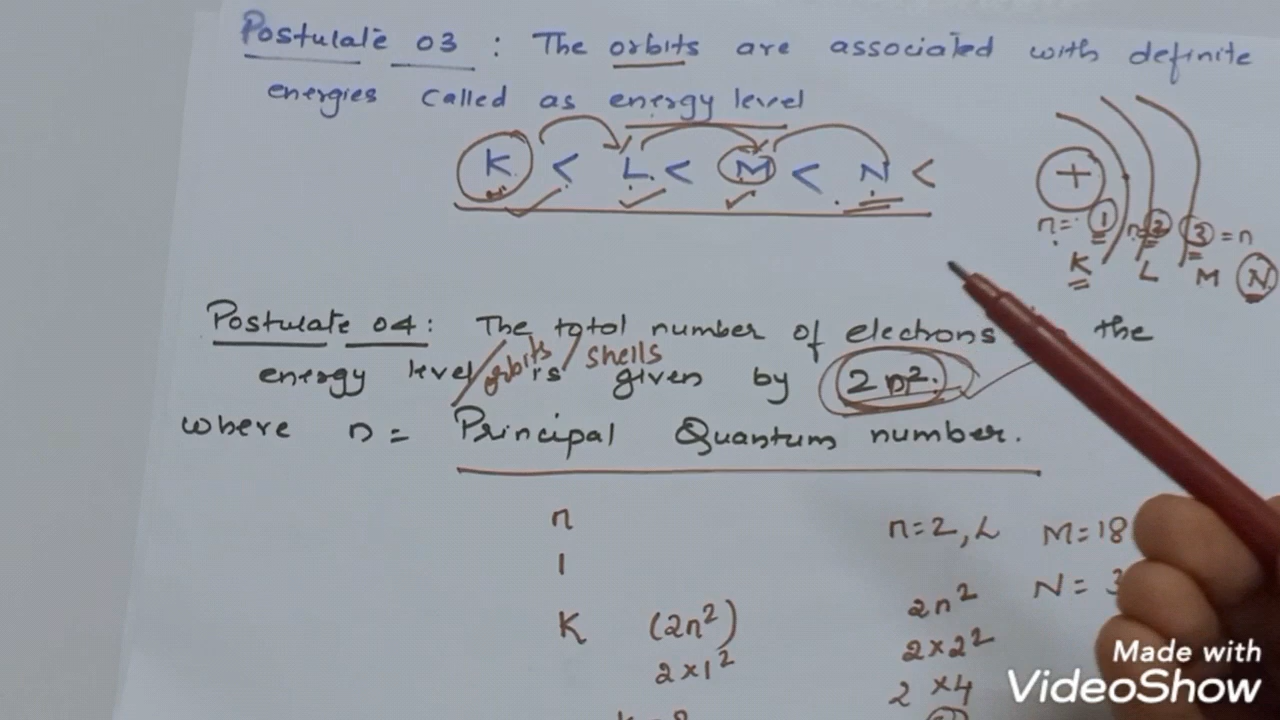 Postulate 03 : The orbits are associated with definite
energies called as energy level
K < L < M < N <
+
n = 1 n=2 3 = n
K L M N
Postulate 04: The total number of electrons the
orbits shells
energy level is given by 2n².
where n = Principal Quantum number.
n n=2, L M=18
1 N = 3
K (2n²) 2n²
2×1² 2×2²
2 ×4
Made with
VideoShow